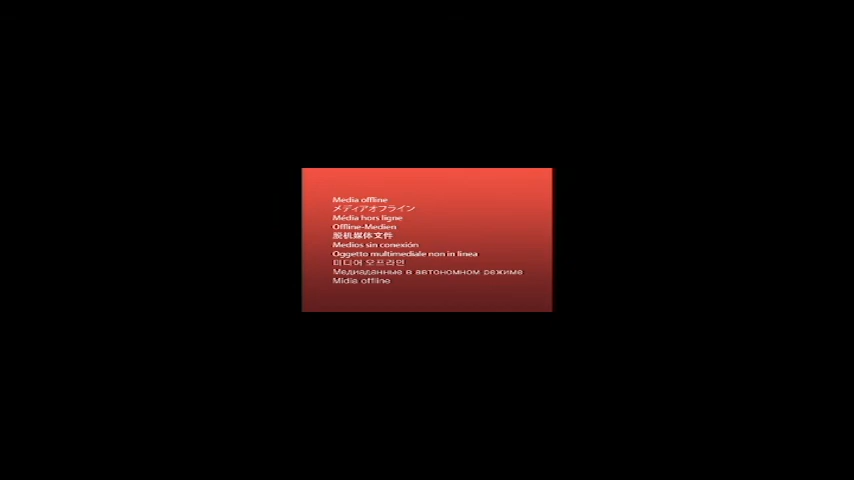 Media offline
メディアオフライン
Média hors ligne
Offline-Medien
脱机媒体文件
Medios sin conexión
Oggetto multimediale non in linea
미디어 오프라인
Медиаданные в автономном режиме
Mídia offline